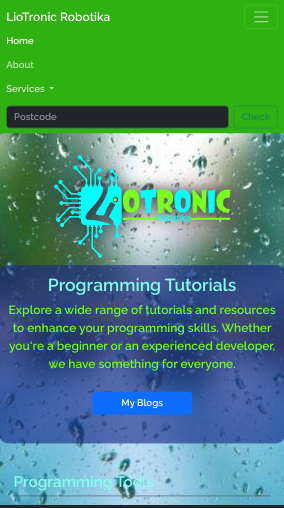 LioTronic Robotika
Home
About
Services
Postcode
Check
OTRONIC
Programming Tutorials
Explore a wide range of tutorials and resources
to enhance your programming skills. Whether
you're a beginner or an experienced developer,
we have something for everyone.
My Blogs
Programming Tools